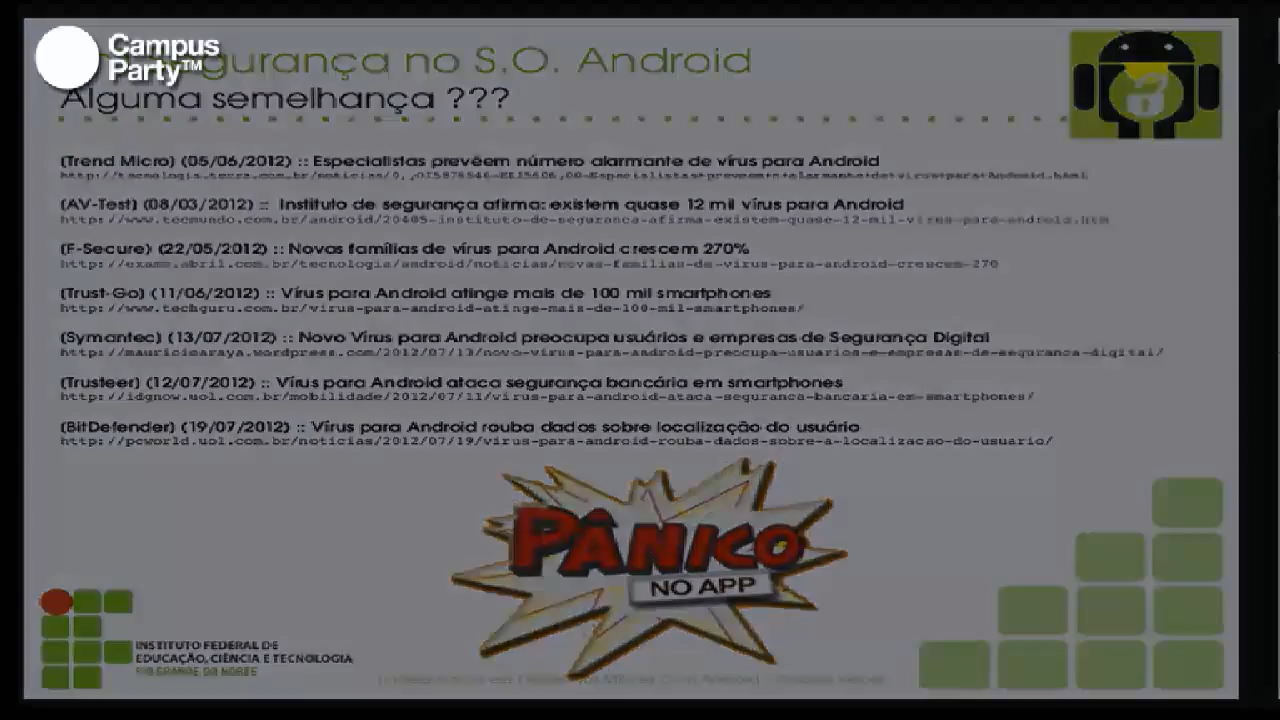 Campus
Party™
Segurança no S.O. Android
Alguma semelhança ???
(Trend Micro) (05/06/2012) :: Especialistas prevêem número alarmante de vírus para Android
(AV-Test) (08/03/2012) :: Instituto de segurança afirma: existem quase 12 mil vírus para Android
http://www.tecmundo.com.br/android/20405-instituto-de-seguranca-afirma-existem-quase-12-mil-virus-para-android.htm
(F-Secure) (22/05/2012) :: Novas famílias de vírus para Android crescem 270%
http://exame.abril.com.br/tecnologia/android/noticias/novas-familias-de-virus-para-android-crescem-270
(Trust-Go) (11/06/2012) :: Vírus para Android atinge mais de 100 mil smartphones
http://www.techguru.com.br/virus-para-android-atinge-mais-de-100-mil-smartphones/
(Symantec) (13/07/2012) :: Novo Vírus para Android preocupa usuários e empresas de Segurança Digital
http://mauricioaraya.wordpress.com/2012/07/13/novo-virus-para-android-preocupa-usuarios-e-empresas-de-seguranca-digital/
(Trusteer) (12/07/2012) :: Vírus para Android ataca segurança bancária em smartphones
http://idgnow.uol.com.br/mobilidade/2012/07/11/virus-para-android-ataca-seguranca-bancaria-em-smartphones/
(BitDefender) (19/07/2012) :: Vírus para Android rouba dados sobre localização do usuário
http://pcworld.uol.com.br/noticias/2012/07/19/virus-para-android-rouba-dados-sobre-a-localizacao-do-usuario/
PÂNICO
NO APP
INSTITUTO FEDERAL DE
EDUCAÇÃO, CIÊNCIA E TECNOLOGIA
RIO GRANDE DO NORTE